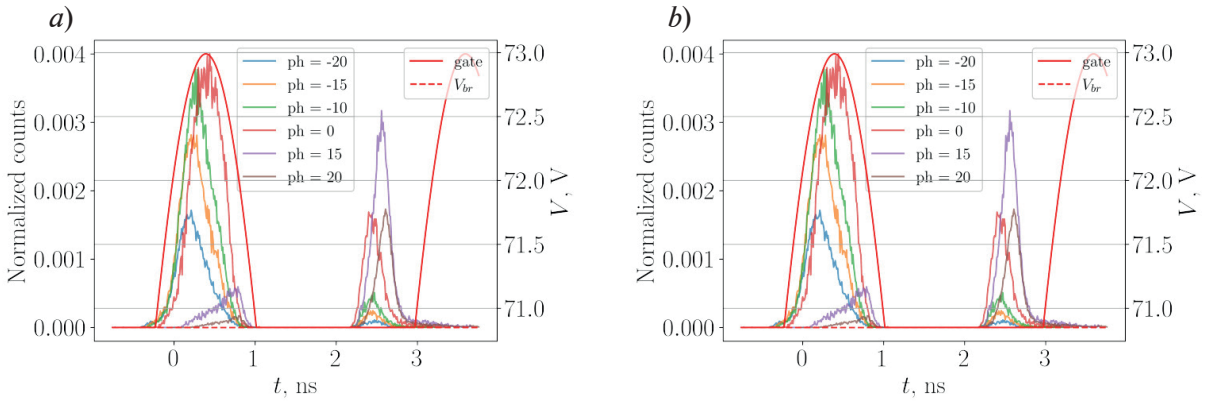 a)
0.004
0.003
0.002
0.001
0.000
Normalized counts
ph = -20
ph = -15
ph = -10
ph = 0
ph = 15
ph = 20
gate
V_br
73.0
72.5
72.0
71.5
71.0
V, V
0 1 2 3
t, ns
b)
0.004
0.003
0.002
0.001
0.000
Normalized counts
ph = -20
ph = -15
ph = -10
ph = 0
ph = 15
ph = 20
gate
V_br
73.0
72.5
72.0
71.5
71.0
V, V
0 1 2 3
t, ns